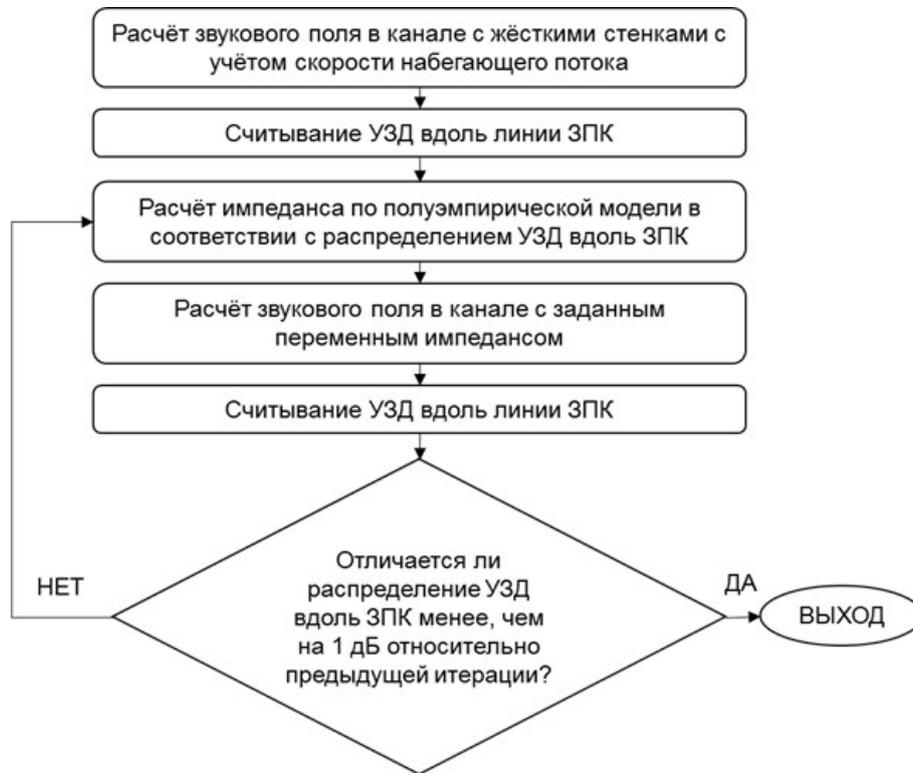 Расчёт звукового поля в канале с жёсткими стенками с
учётом скорости набегающего потока
Считывание УЗД вдоль линии ЗПК
Расчёт импеданса по полуэмпирической модели в
соответствии с распределением УЗД вдоль ЗПК
Расчёт звукового поля в канале с заданным
переменным импедансом
Считывание УЗД вдоль линии ЗПК
Отличается ли
распределение УЗД
вдоль ЗПК менее, чем
на 1 дБ относительно
предыдущей итерации?
НЕТ
ДА
ВЫХОД